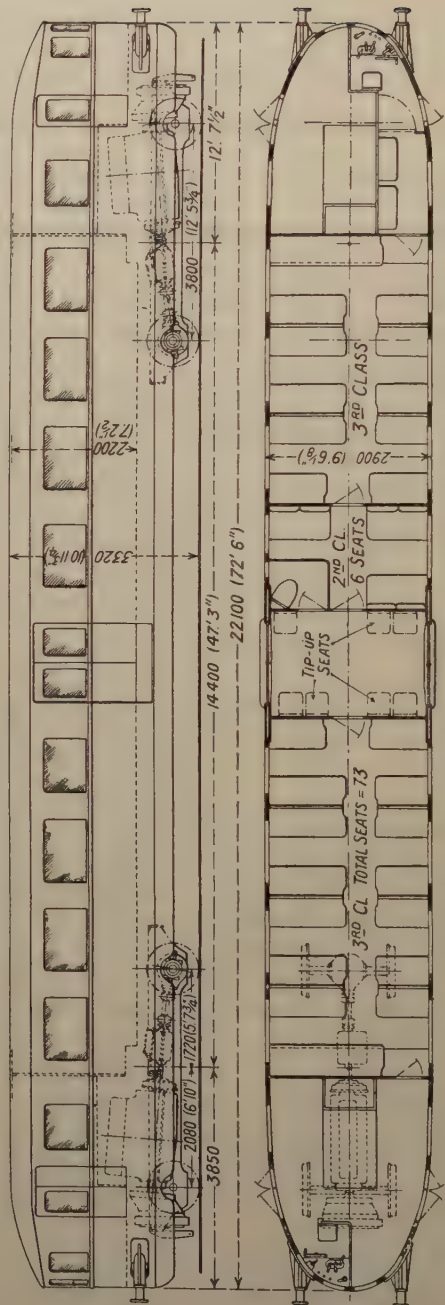 2200
(7' 2½")
3320
(10' 11⅜")
12' 7½"
(12' 5¾")
3800
14400 (47' 3")
22100 (72' 6")
1720 (5' 7¾")
2080 (6' 10")
3850
3RD CLASS
2900 (9' 6⅛")
2ND CL
6 SEATS
TIP-UP
SEATS
3RD CL TOTAL SEATS = 73